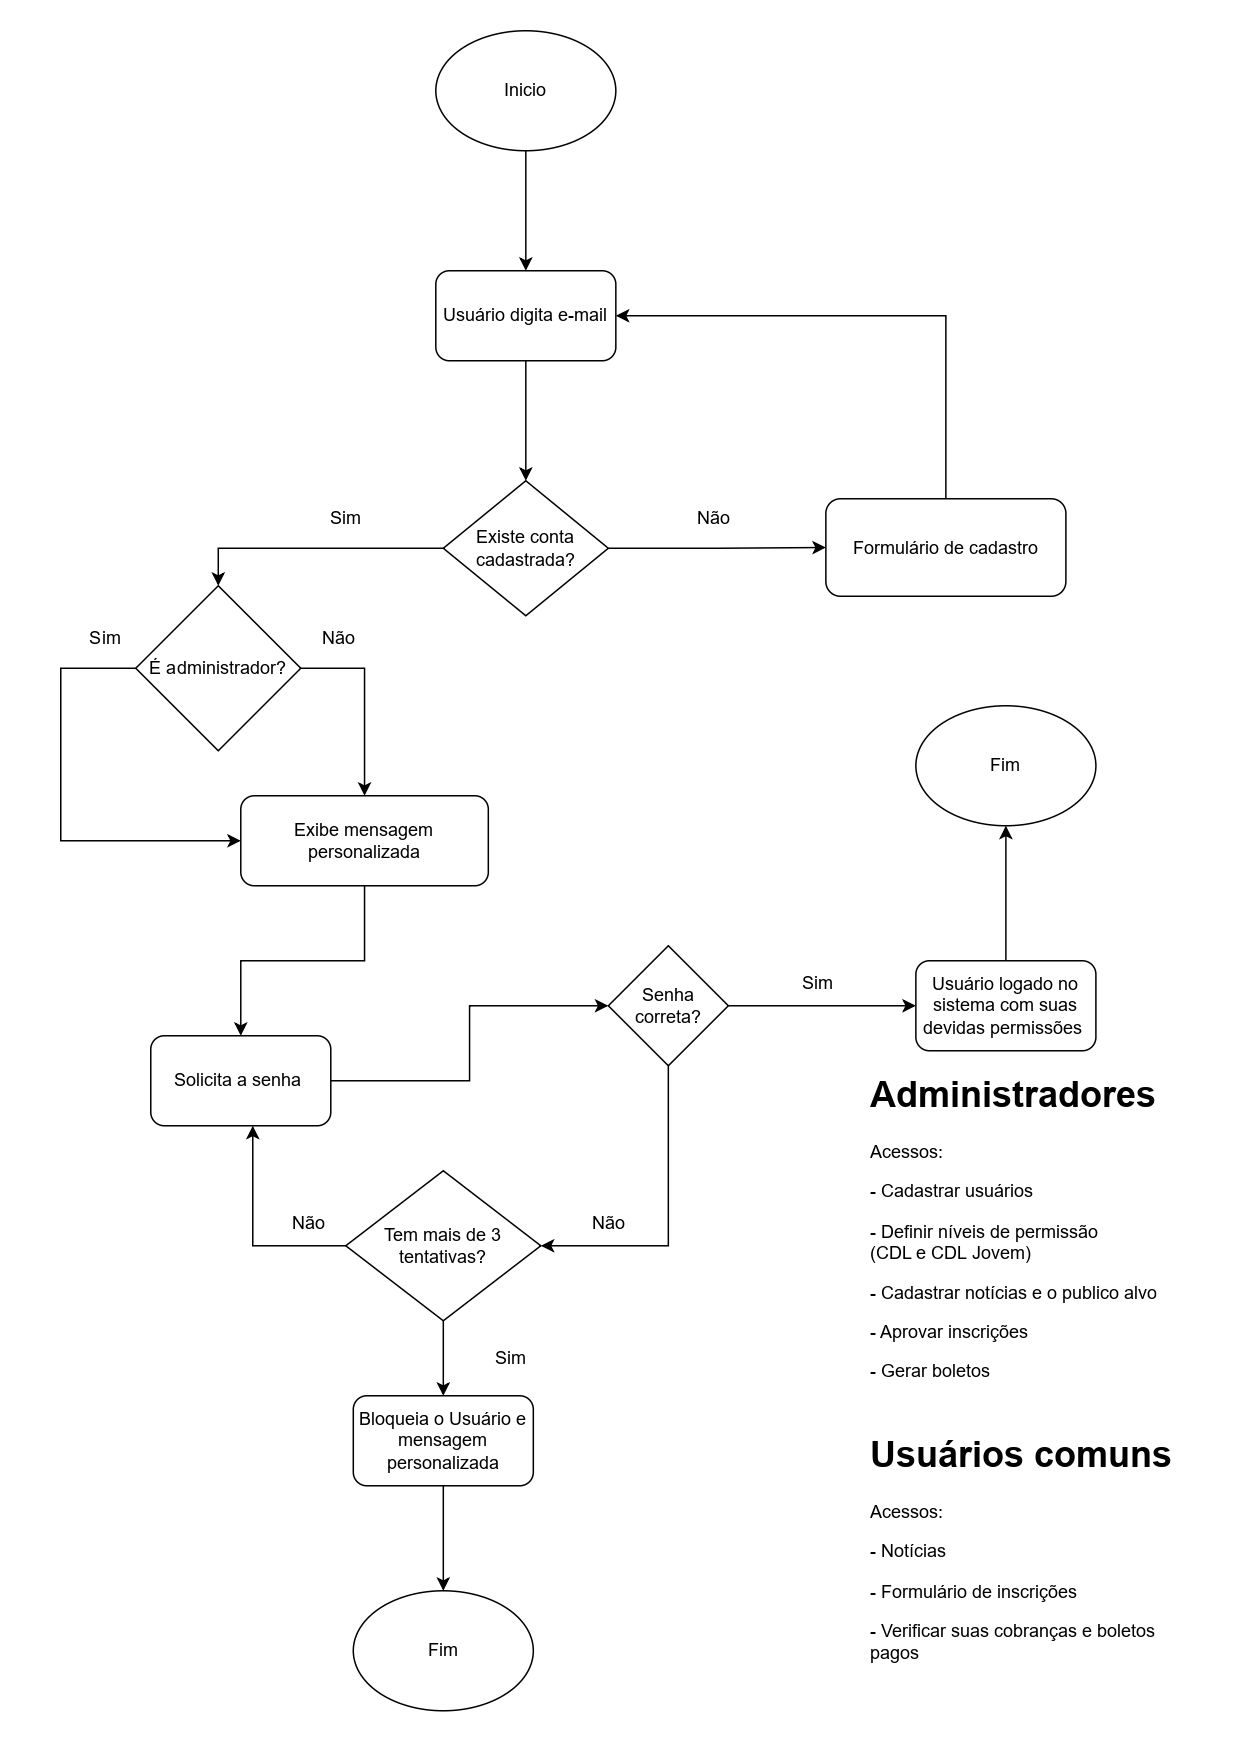 Inicio
Usuário digita e-mail
Sim
Existe conta
cadastrada?
Não
Formulário de cadastro
Sim
É administrador?
Não
Fim
Exibe mensagem
personalizada
Senha
correta?
Sim
Usuário logado no
sistema com suas
devidas permissões
Solicita a senha
Não
Tem mais de 3
tentativas?
Não
Sim
Bloqueia o Usuário e
mensagem
personalizada
Fim
Administradores
Acessos:
- Cadastrar usuários
- Definir níveis de permissão
(CDL e CDL Jovem)
- Cadastrar notícias e o publico alvo
- Aprovar inscrições
- Gerar boletos
Usuários comuns
Acessos:
- Notícias
- Formulário de inscrições
- Verificar suas cobranças e boletos
pagos